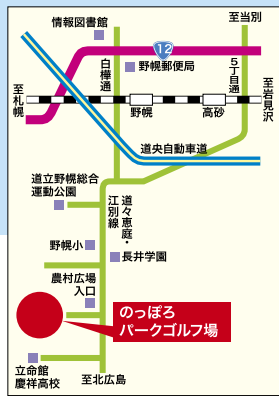 情報図書館
至当別
12
白樺通
野幌郵便局
5丁目通
至札幌
野幌
高砂
至岩見沢
道央自動車道
道立野幌総合
運動公園
道々恵庭・
江別線
野幌小
長井学園
農村広場
入口
のっぽろ
パークゴルフ場
立命館
慶祥高校
至北広島